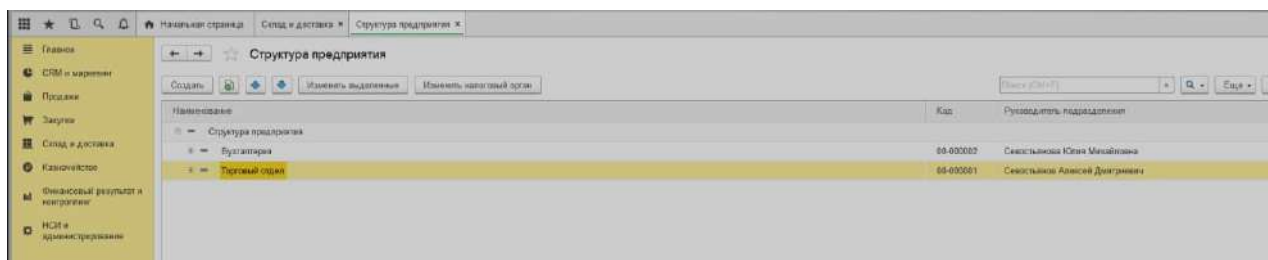 Начальная страница Склад и доставка × Структура предприятия ×
Главное
CRM и маркетинг
Продажи
Закупки
Склад и доставка
Казначейство
Финансовый результат и
контроллинг
НСИ и
администрирование
← → Структура предприятия
Создать Изменить выделенные Изменить налоговый орган Поиск (Ctrl+F) × Еще
Наименование Код Руководитель подразделения
Структура предприятия
Бухгалтерия 00-000002 Севостьянова Юлия Михайловна
Торговый отдел 00-000001 Севостьянов Алексей Дмитриевич